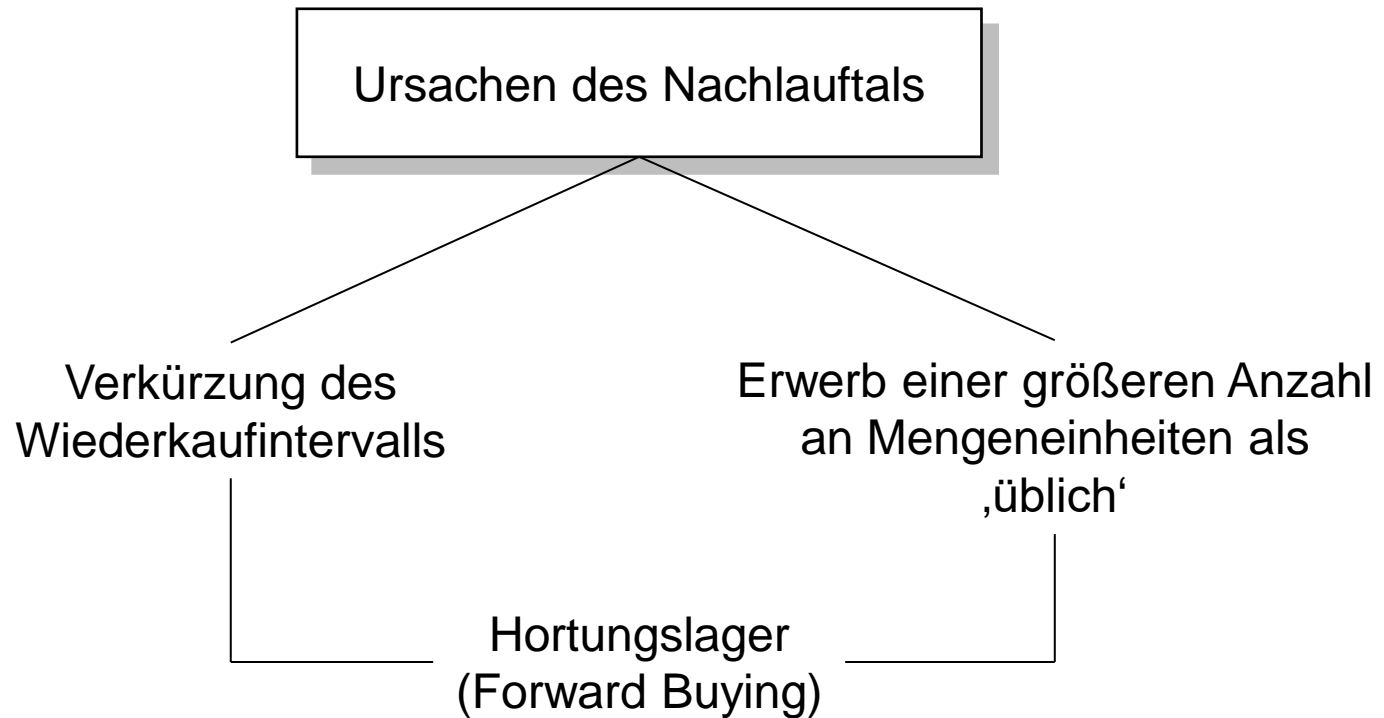 Ursachen des Nachlauftals
Verkürzung des
Wiederkaufintervalls
Erwerb einer größeren Anzahl
an Mengeneinheiten als
‚üblich‘
Hortungslager
(Forward Buying)